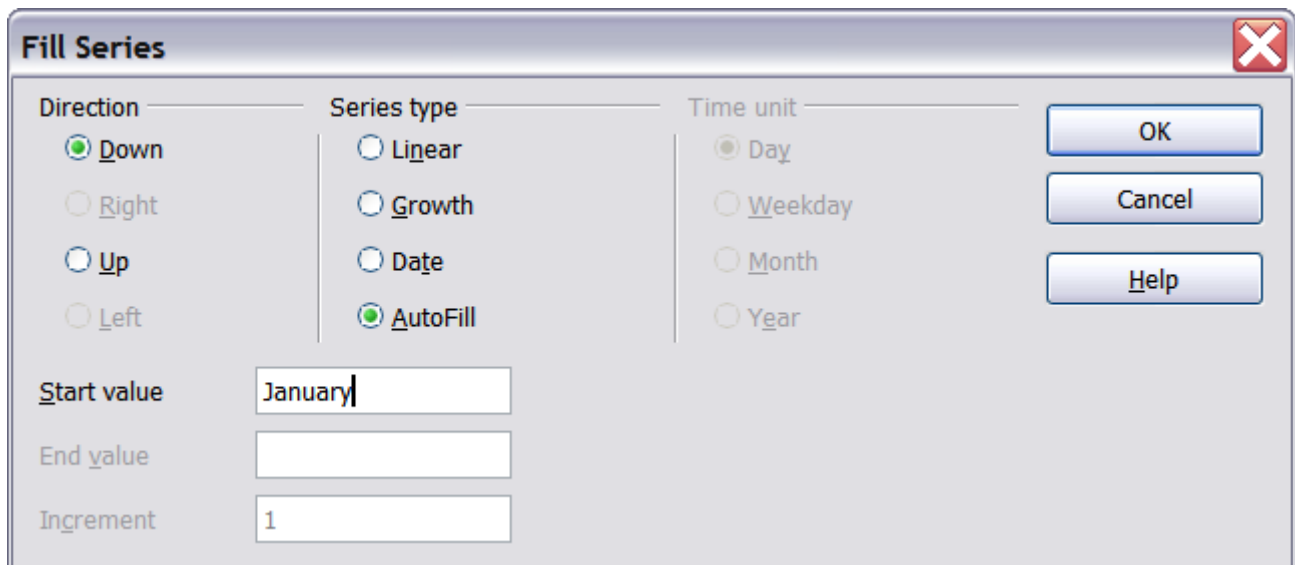 Fill Series
Direction
Down
Right
Up
Left
Series type
Linear
Growth
Date
AutoFill
Time unit
Day
Weekday
Month
Year
OK
Cancel
Help
Start value January
End value
Increment 1